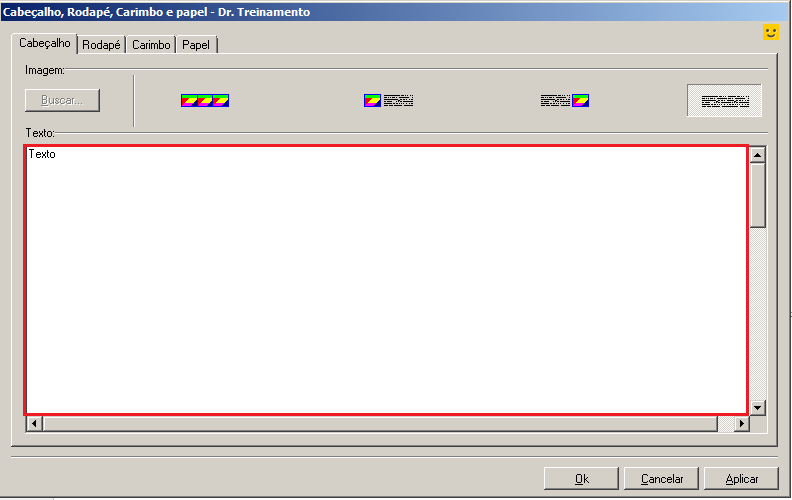 Cabeçalho, Rodapé, Carimbo e papel - Dr. Treinamento
Cabeçalho Rodapé Carimbo Papel
Imagem:
Buscar...
Texto:
Texto
Ok Cancelar Aplicar